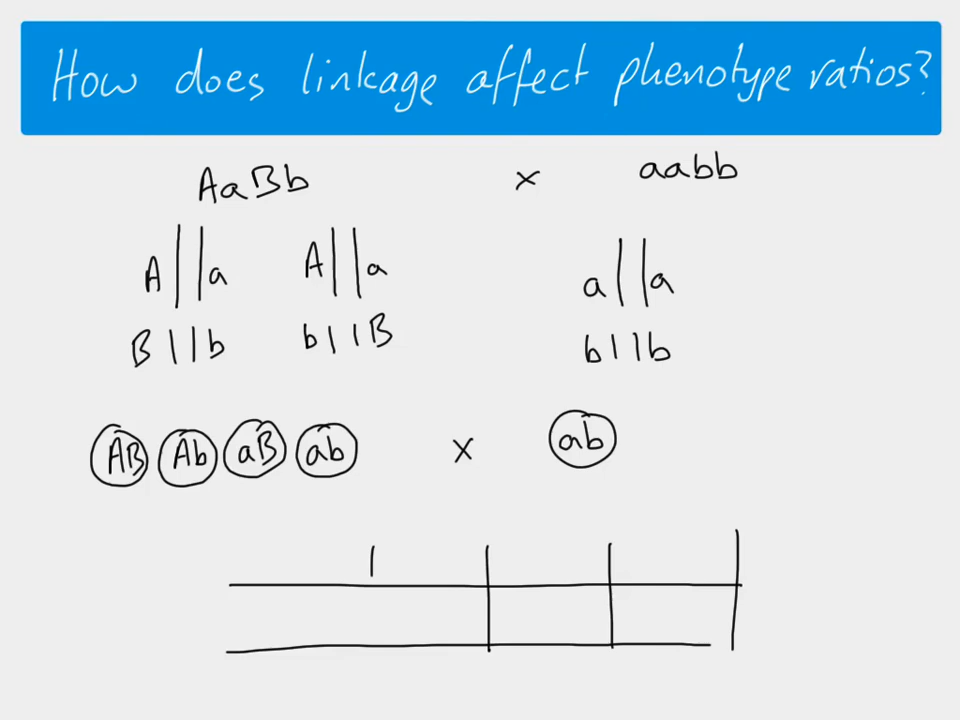 How does linkage affect phenotype ratios?
AaBb × aabb
A a A a a a
B b b B b b
AB Ab aB ab × ab